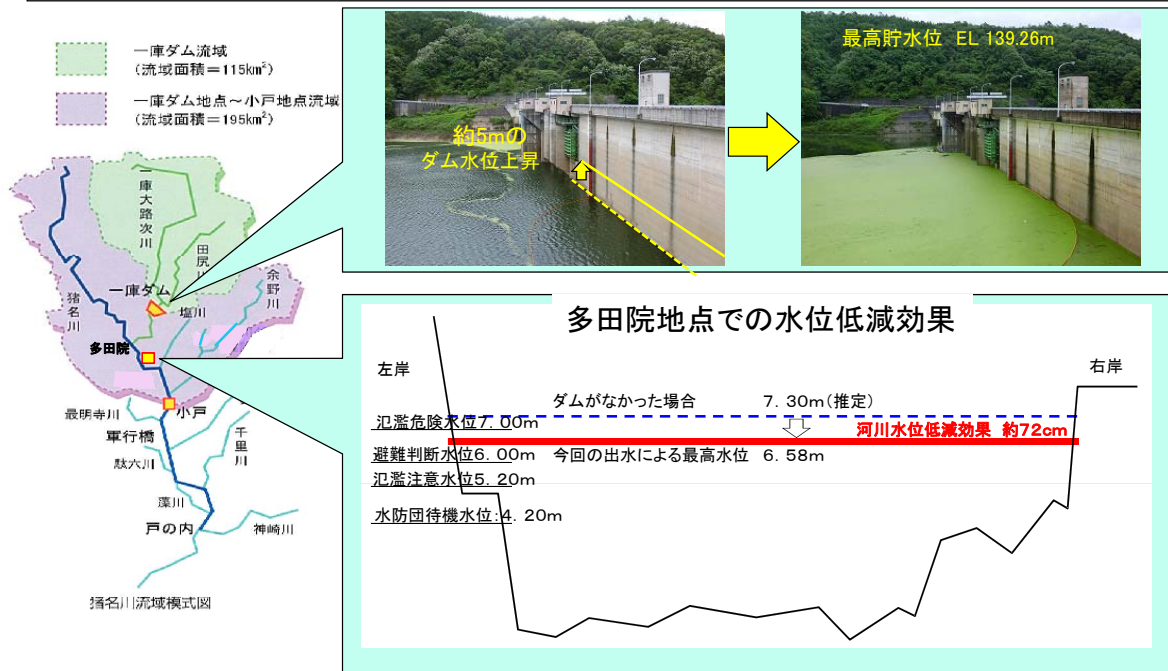 一庫ダム流域
(流域面積=115km²)
一庫ダム地点~小戸地点流域
(流域面積=195km²)
一庫大路次川
田尻川
余野川
一庫ダム
塩川
猪名川
多田院
最明寺川
小戸
軍行橋
千里川
駄六川
藻川
戸の内
神崎川
猪名川流域模式図
約5mの
ダム水位上昇
最高貯水位 EL 139.26m
多田院地点での水位低減効果
左岸
右岸
ダムがなかった場合 7.30m(推定)
氾濫危険水位7.00m
河川水位低減効果 約72cm
避難判断水位6.00m 今回の出水による最高水位 6.58m
氾濫注意水位5.20m
水防団待機水位:4.20m